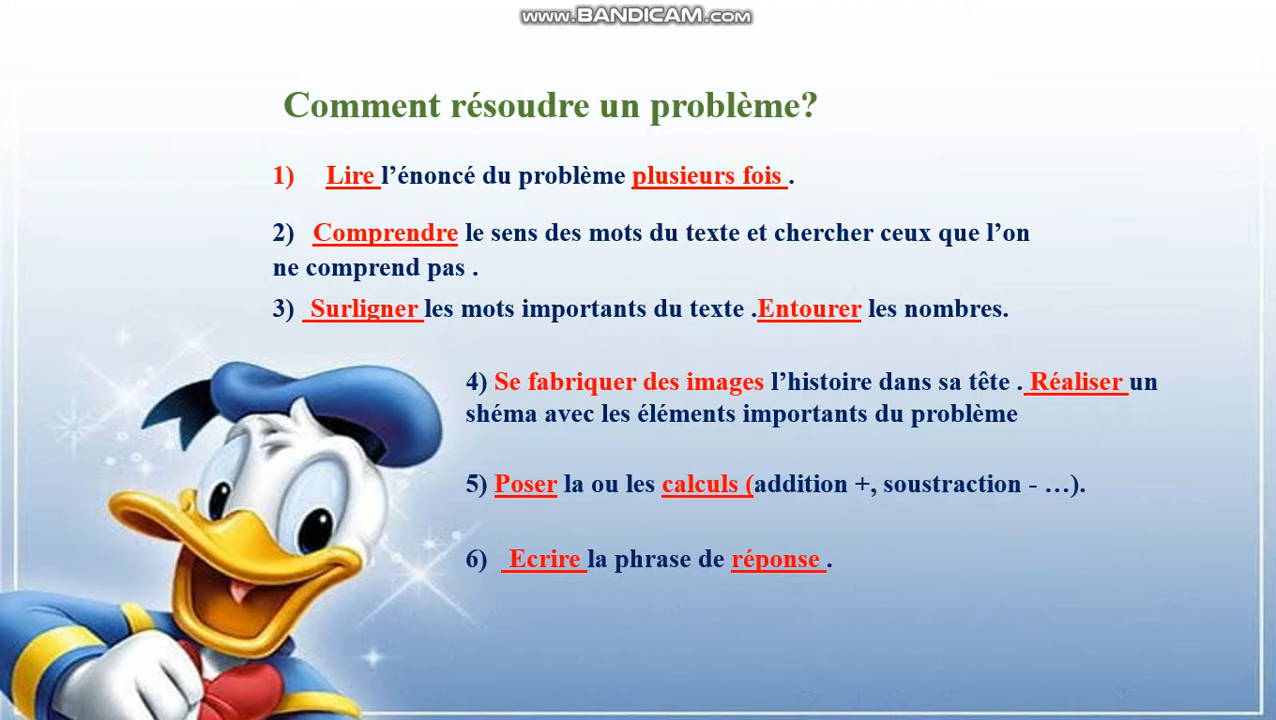 www.BANDICAM.com
Comment résoudre un problème?
1) Lire l’énoncé du problème plusieurs fois .
2) Comprendre le sens des mots du texte et chercher ceux que l’on
ne comprend pas .
3) Surligner les mots importants du texte .Entourer les nombres.
4) Se fabriquer des images l’histoire dans sa tête . Réaliser un
shéma avec les éléments importants du problème
5) Poser la ou les calculs (addition +, soustraction - …).
6) Ecrire la phrase de réponse .